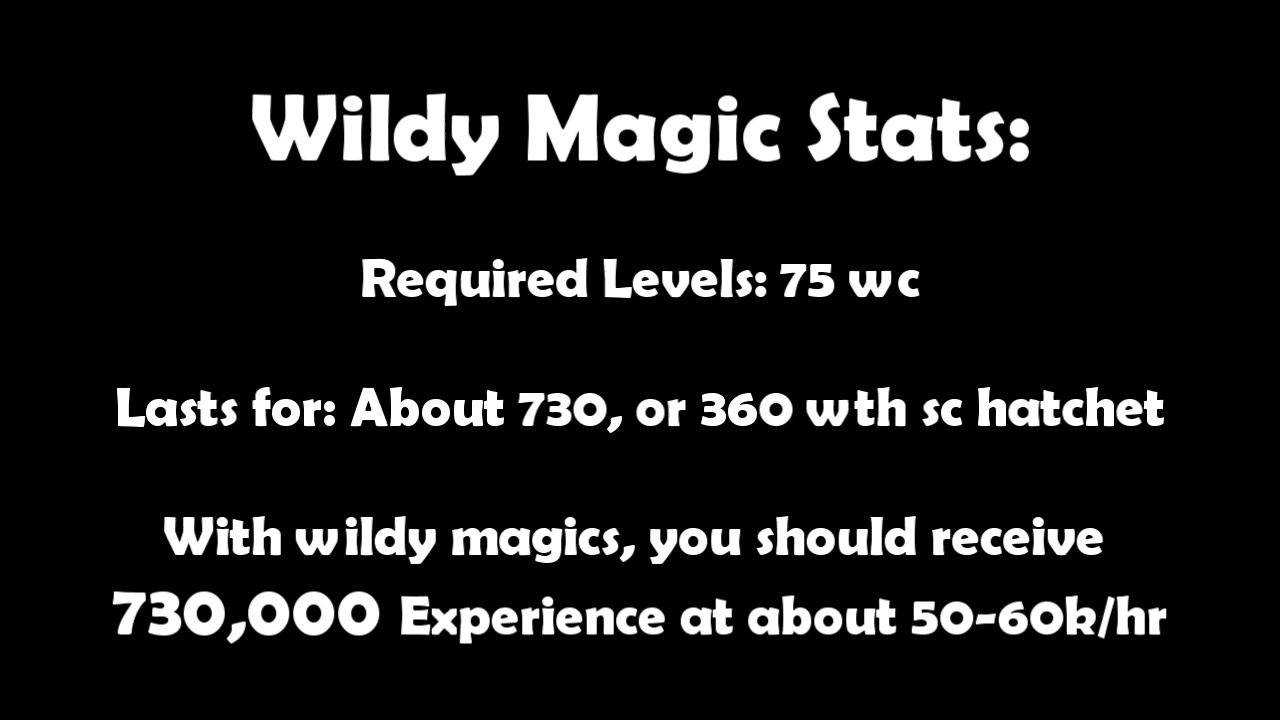 Wildy Magic Stats:
Required Levels: 75 wc
Lasts for: About 730, or 360 wth sc hatchet
With wildy magics, you should receive
730,000 Experience at about 50-60k/hr